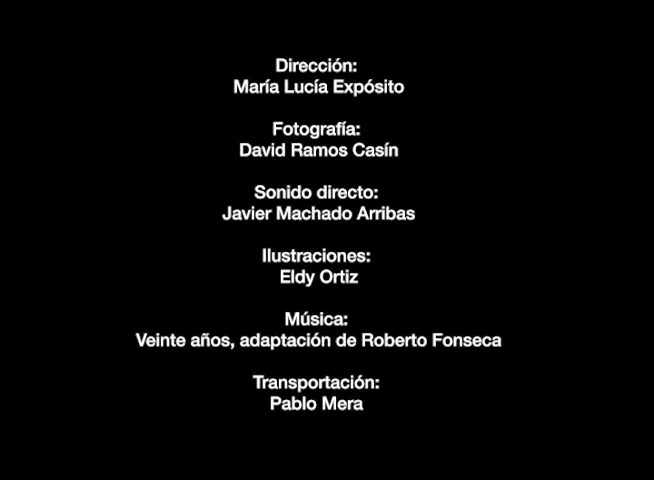 Dirección:
María Lucía Expósito
Fotografía:
David Ramos Casín
Sonido directo:
Javier Machado Arribas
Ilustraciones:
Eldy Ortiz
Música:
Veinte años, adaptación de Roberto Fonseca
Transportación:
Pablo Mera